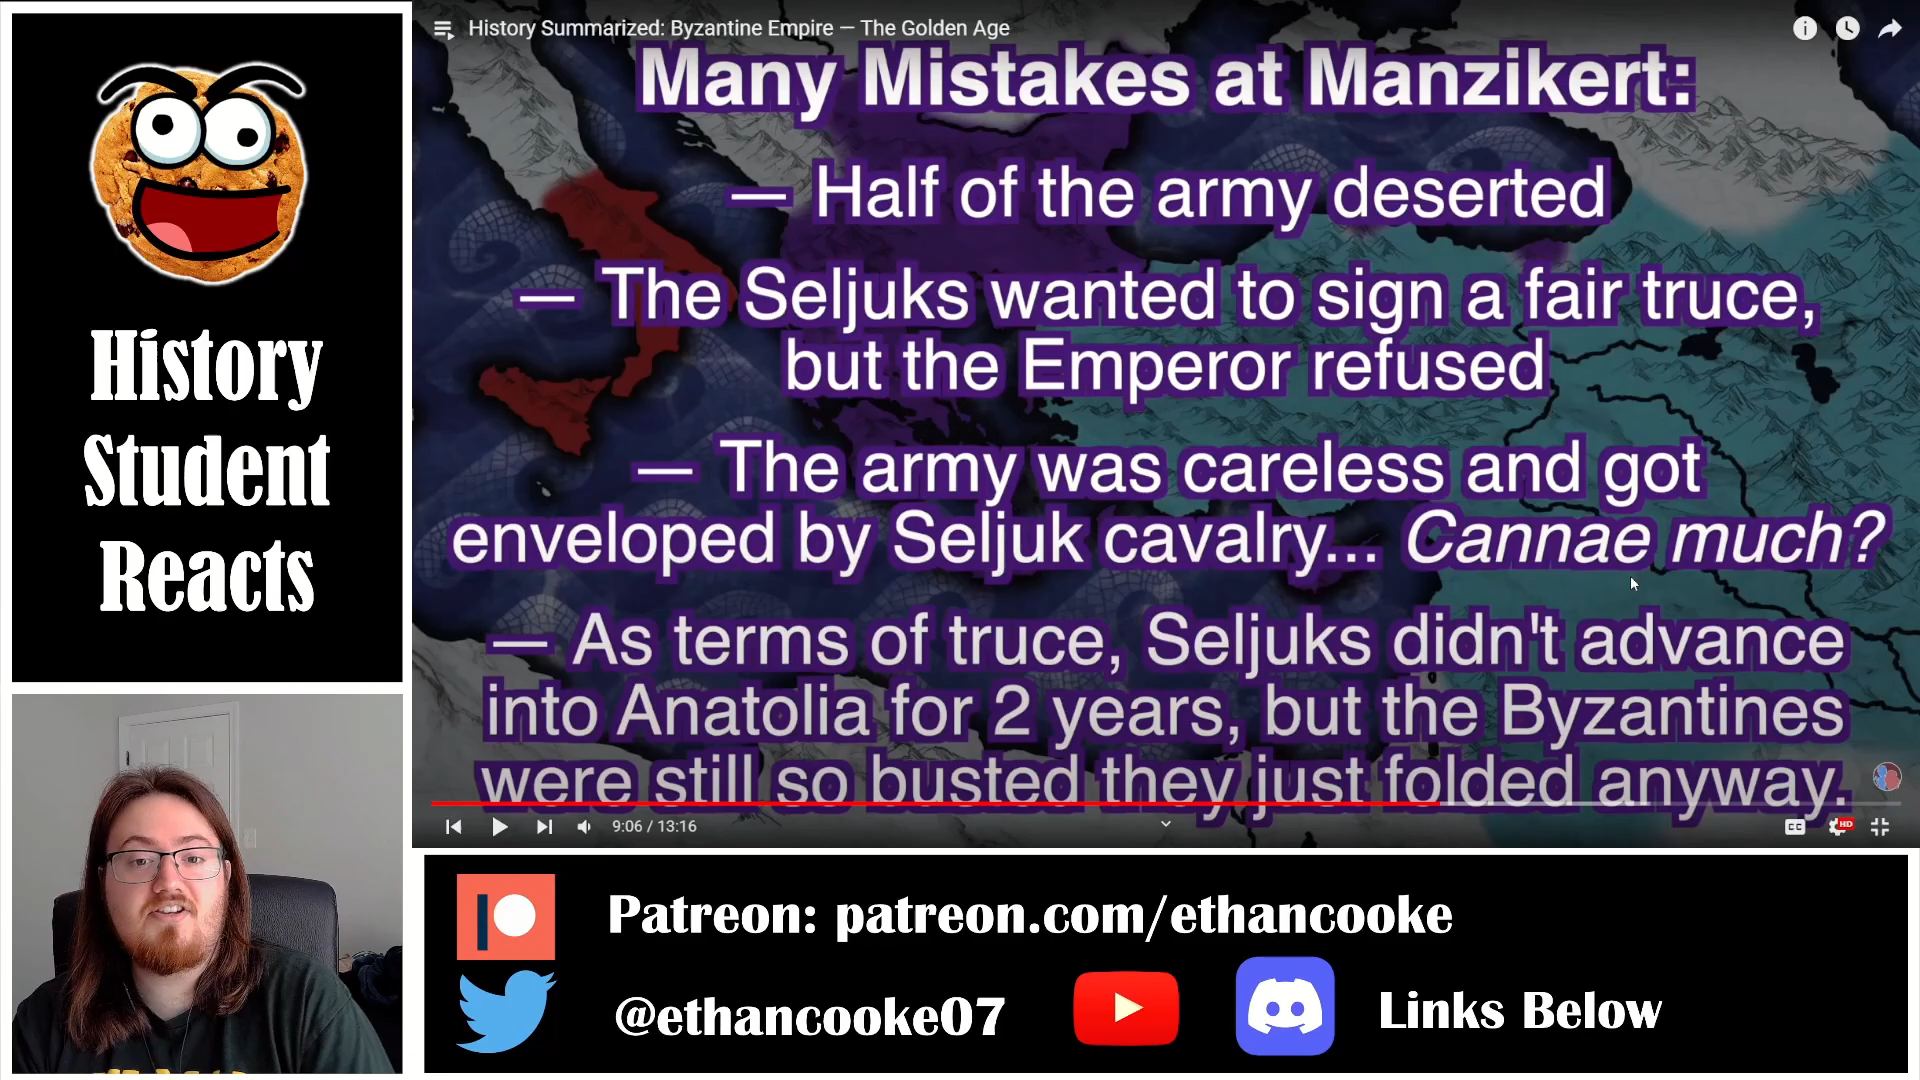 History Summarized: Byzantine Empire — The Golden Age
Many Mistakes at Manzikert:
— Half of the army deserted
— The Seljuks wanted to sign a fair truce,
but the Emperor refused
— The army was careless and got
enveloped by Seljuk cavalry... Cannae much?
— As terms of truce, Seljuks didn't advance
into Anatolia for 2 years, but the Byzantines
were still so busted they just folded anyway.
9:06 / 13:16
CC
HD
History
Student
Reacts
Patreon: patreon.com/ethancooke
@ethancooke07
Links Below